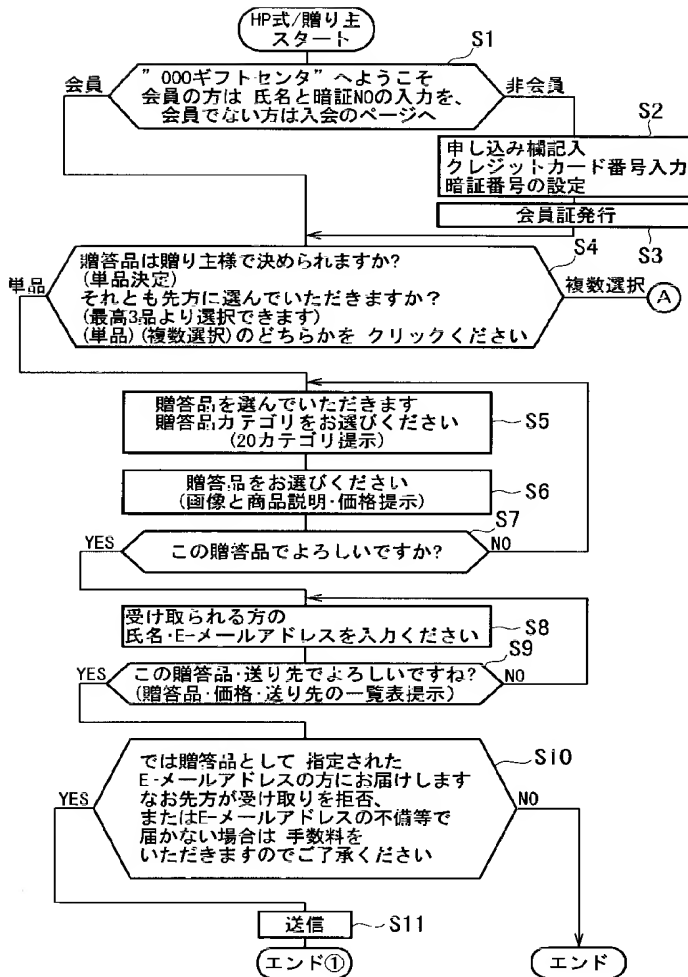 HP式/贈り主
スタート
S1
会員
”000ギフトセンタ”へようこそ
会員の方は 氏名と暗証NOの入力を、
会員でない方は入会のページへ
非会員
S2
申し込み欄記入
クレジットカード番号入力
暗証番号の設定
会員証発行
S3
S4
単品
贈答品は贈り主様で決められますか?
(単品決定)
それとも先方に選んでいただきますか?
(最高3品より選択できます)
(単品)(複数選択)のどちらかを クリックください
複数選択
A
贈答品を選んでいただきます
贈答品カテゴリをお選びください
(20カテゴリ提示)
S5
贈答品をお選びください
(画像と商品説明・価格提示)
S6
S7
YES
この贈答品でよろしいですか?
NO
受け取られる方の
氏名・E-メールアドレスを入力ください
S8
S9
YES
この贈答品・送り先でよろしいですね?
(贈答品・価格・送り先の一覧表提示)
NO
Si0
では贈答品として 指定された
E-メールアドレスの方にお届けします
なお先方が受け取りを拒否、
またはE-メールアドレスの不備等で
届かない場合は 手数料を
いただきますのでご了承ください
YES
NO
送信
S11
エンド①
エンド